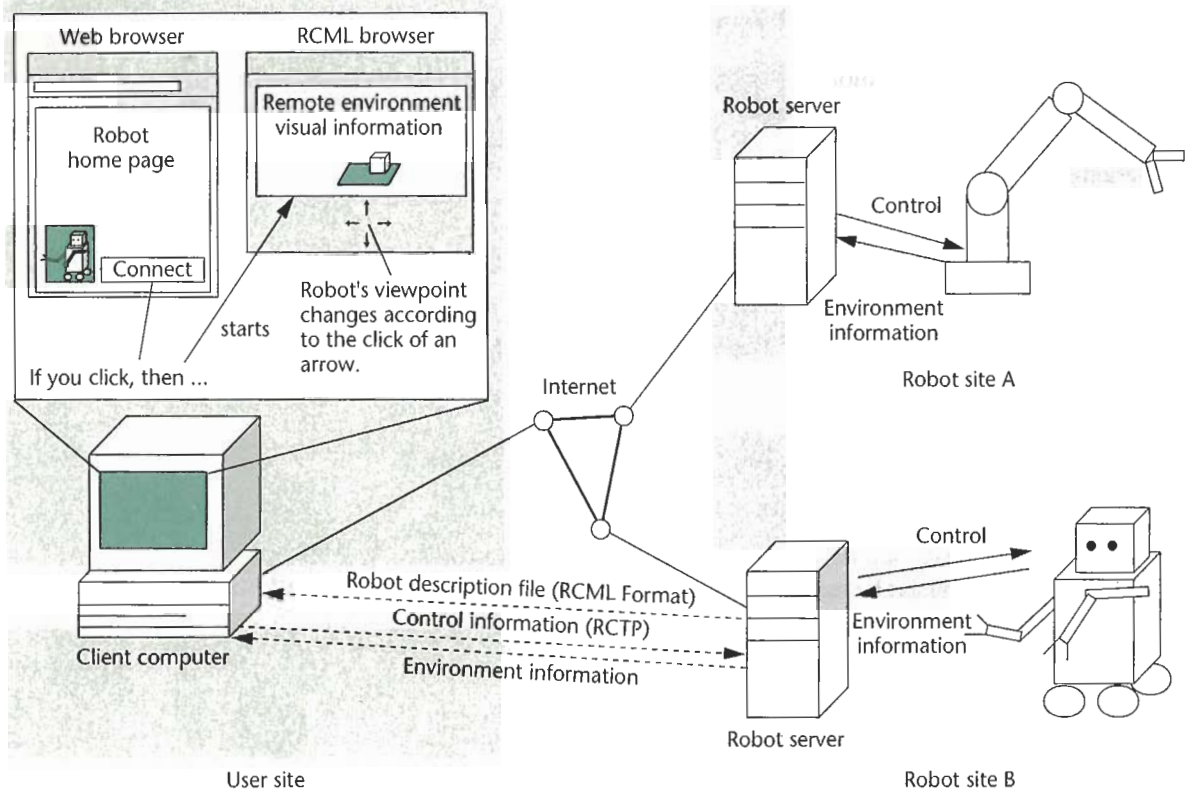 Web browser
RCML browser
Robot
home page
Connect
Remote environment
visual information
starts
If you click, then ...
Robot's viewpoint
changes according
to the click of an
arrow.
Robot server
Control
Environment
information
Robot site A
Internet
Client computer
Robot description file (RCML Format)
Control information (RCTP)
Environment information
Robot server
Control
Environment
information
User site
Robot site B